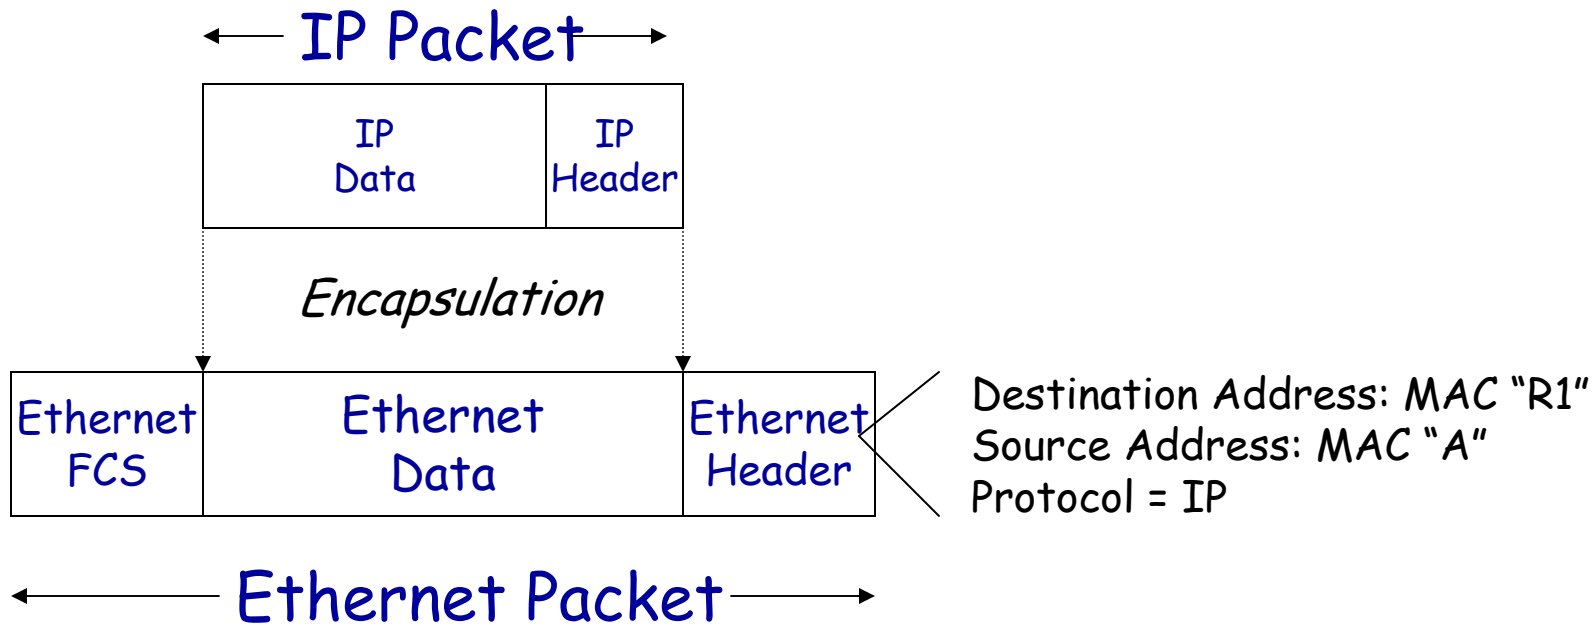 IP Packet
IP
Data
IP
Header
Encapsulation
Ethernet
FCS
Ethernet
Data
Ethernet
Header
Destination Address: MAC “R1”
Source Address: MAC “A”
Protocol = IP
Ethernet Packet